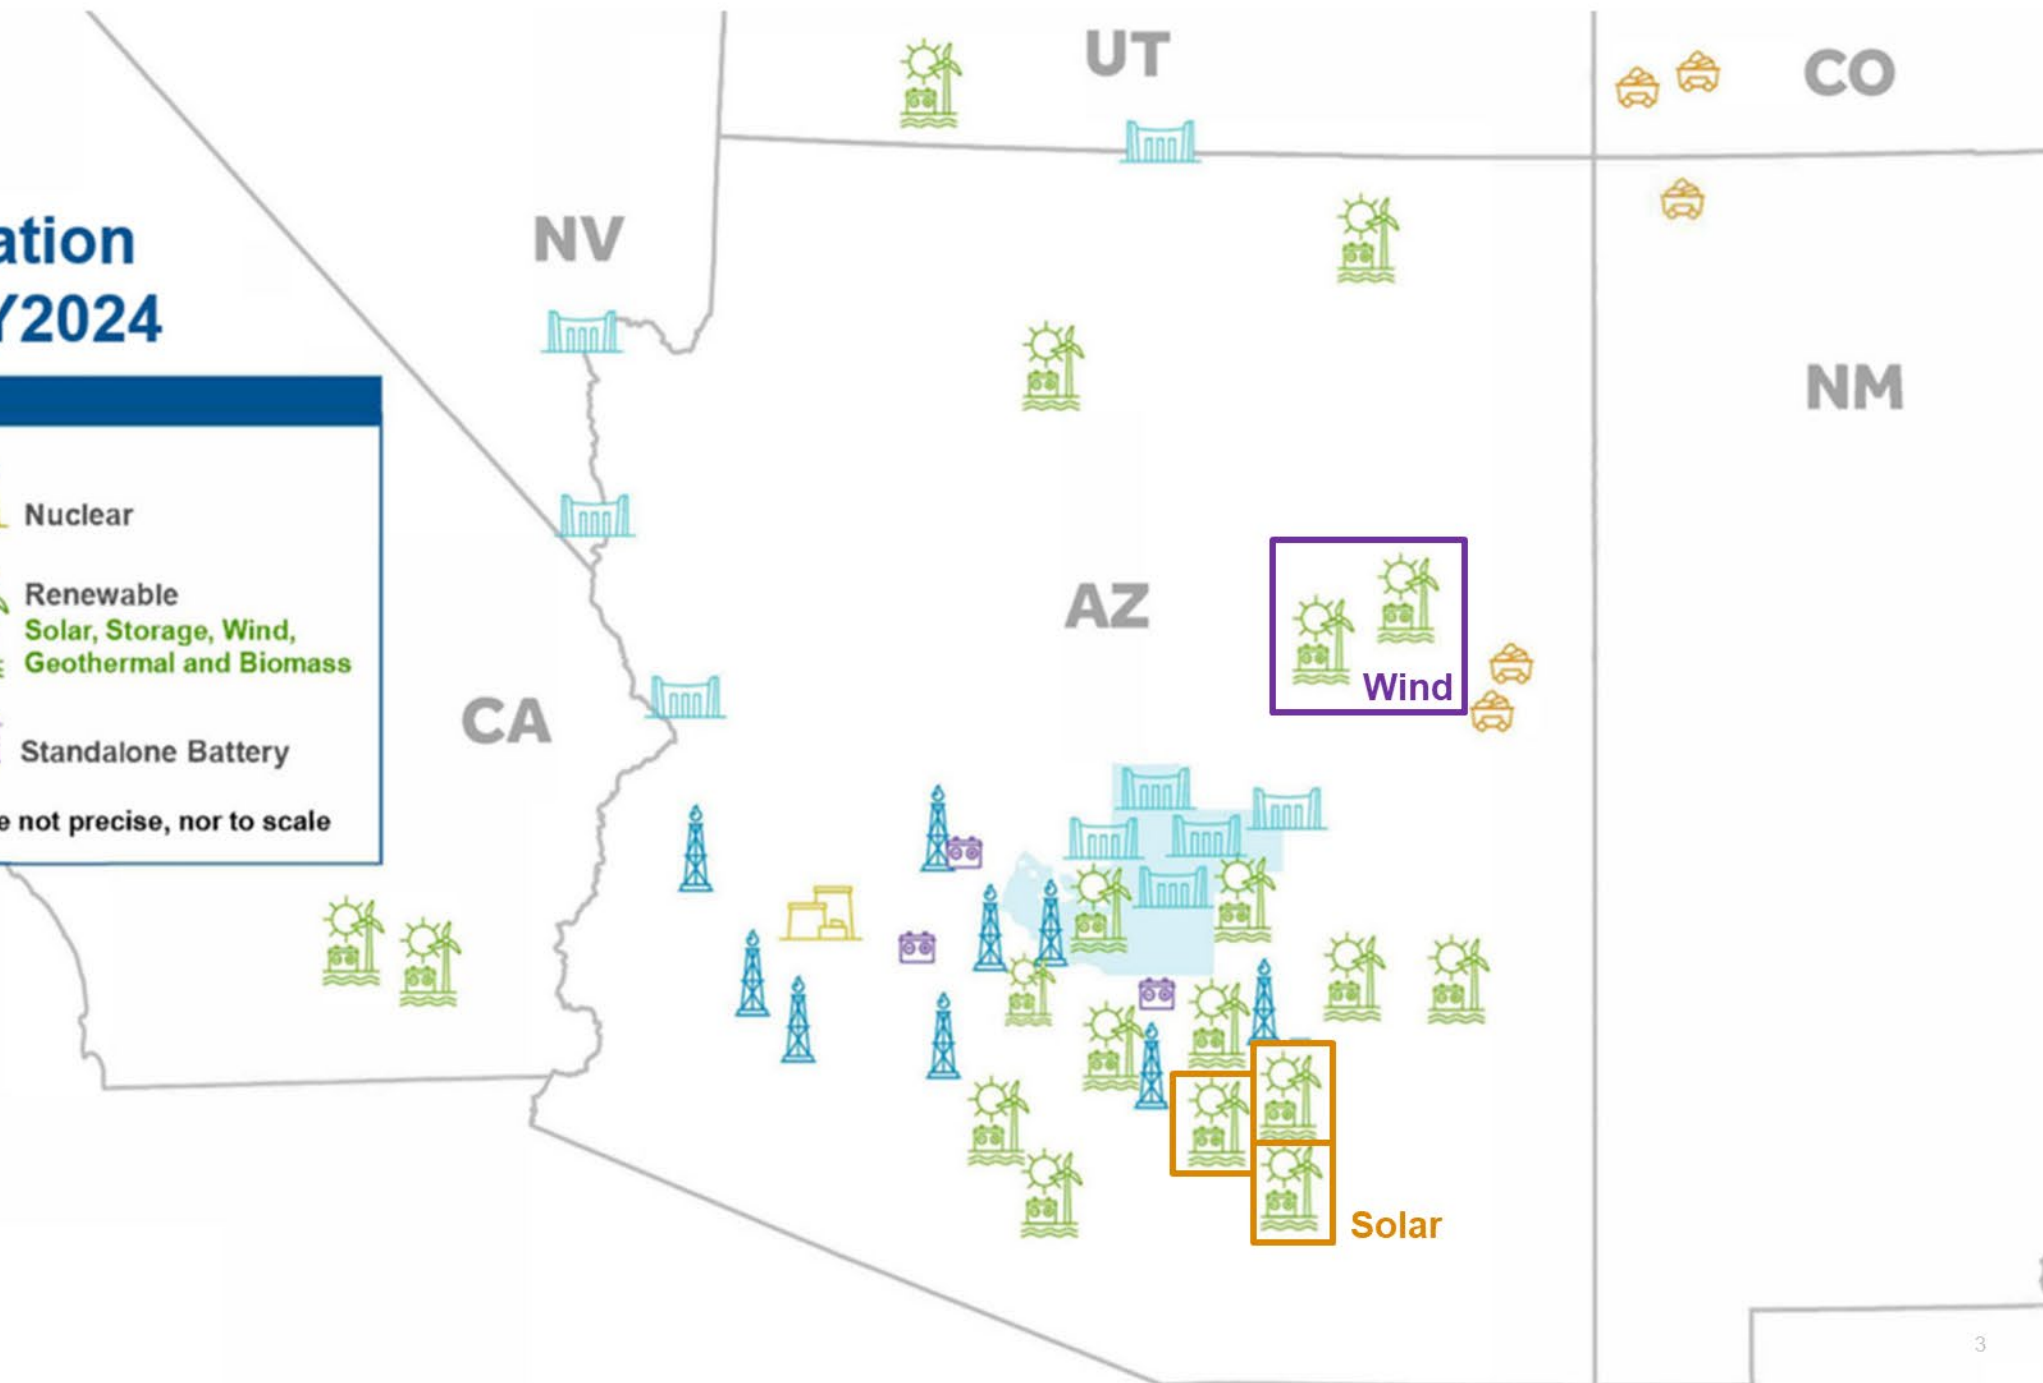 UT
CO
NV
ation
Y2024
NM
Nuclear
Renewable
Solar, Storage, Wind,
Geothermal and Biomass
AZ
Wind
CA
Standalone Battery
e not precise, nor to scale
Solar
3